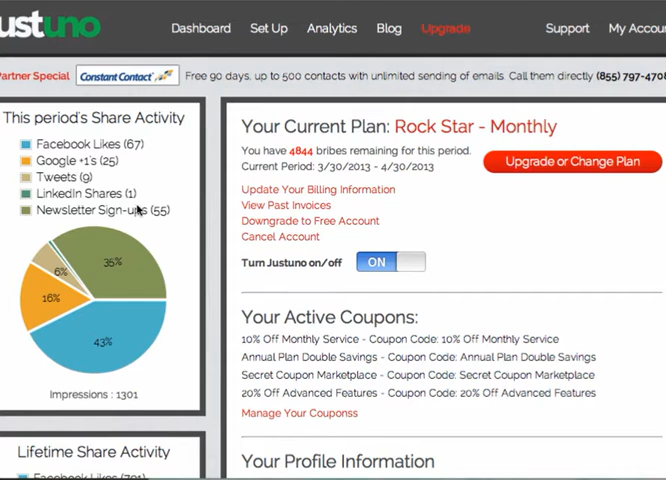 ustuno
Dashboard Set Up Analytics Blog Upgrade Support My Accou
Partner Special Constant Contact Free 90 days, up to 500 contacts with unlimited sending of emails. Call them directly (855) 797-4708
This period's Share Activity
Facebook Likes (67)
Google +1's (25)
Tweets (9)
LinkedIn Shares (1)
Newsletter Sign-ups (55)
35%
6%
16%
43%
Impressions : 1301
Lifetime Share Activity
Facebook Likes (701)
Your Current Plan: Rock Star - Monthly
You have 4844 bribes remaining for this period.
Current Period: 3/30/2013 - 4/30/2013
Upgrade or Change Plan
Update Your Billing Information
View Past Invoices
Downgrade to Free Account
Cancel Account
Turn Justuno on/off ON
Your Active Coupons:
10% Off Monthly Service - Coupon Code: 10% Off Monthly Service
Annual Plan Double Savings - Coupon Code: Annual Plan Double Savings
Secret Coupon Marketplace - Coupon Code: Secret Coupon Marketplace
20% Off Advanced Features - Coupon Code: 20% Off Advanced Features
Manage Your Couponss
Your Profile Information